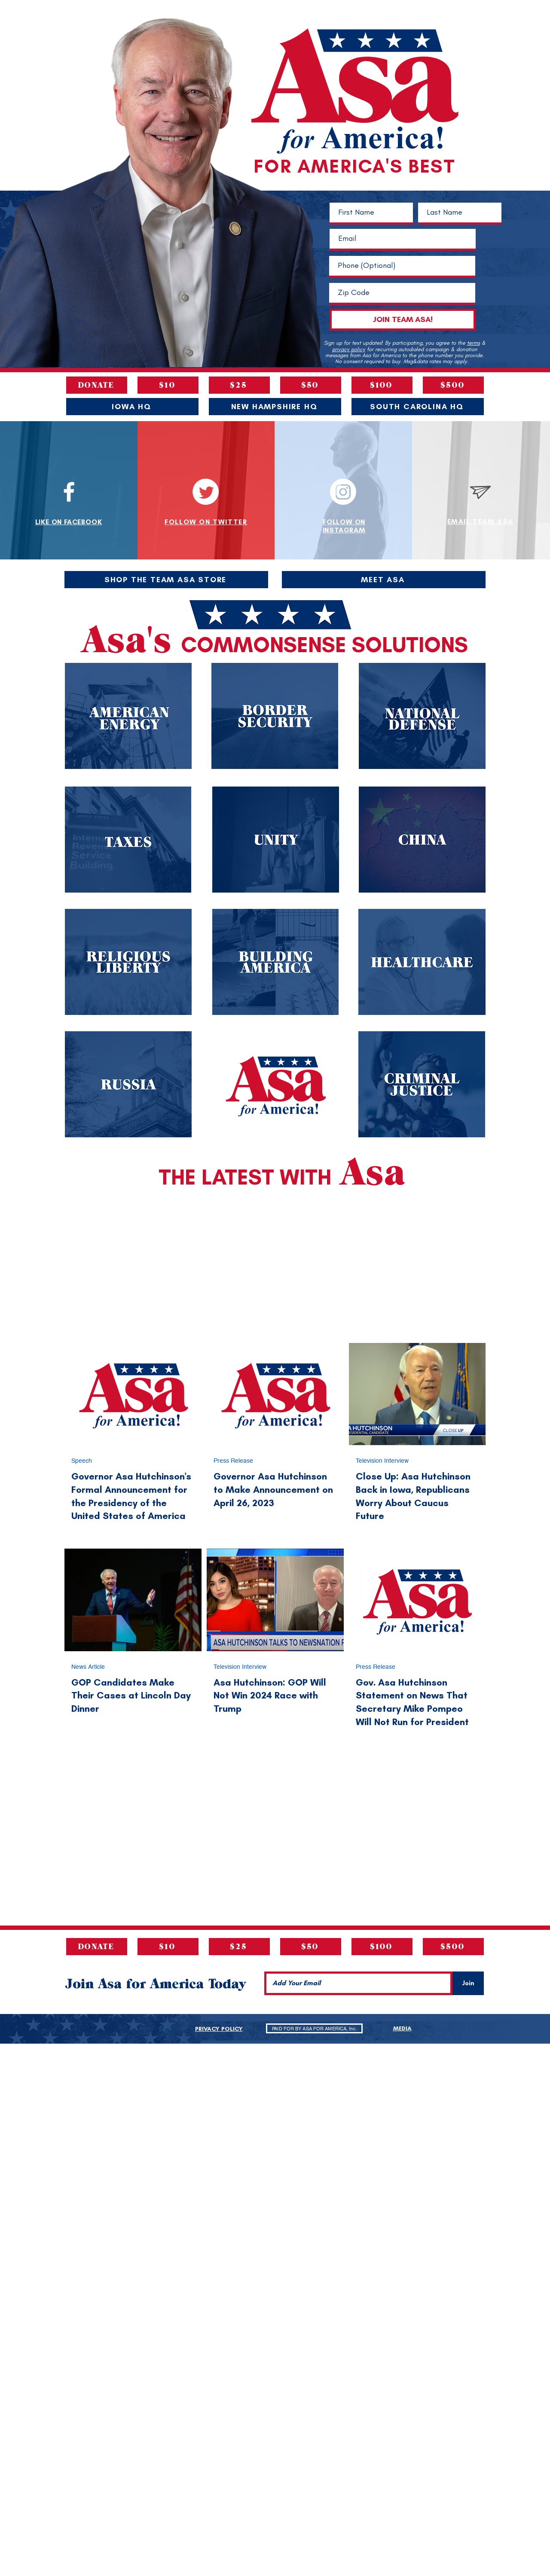 Asa
for America!
FOR AMERICA'S BEST
First Name
Last Name
Email
Phone (Optional)
Zip Code
JOIN TEAM ASA!
Sign up for text updated! By participating, you agree to the terms &
privacy policy for recurring autodialed campaign & donation
messages from Asa for America to the phone number you provide.
No consent required to buy. Msg&data rates may apply.
DONATE
$10
$25
$50
$100
$500
IOWA HQ
NEW HAMPSHIRE HQ
SOUTH CAROLINA HQ
LIKE ON FACEBOOK
FOLLOW ON TWITTER
FOLLOW ON
INSTAGRAM
EMAIL TEAM ASA
SHOP THE TEAM ASA STORE
MEET ASA
Asa's COMMONSENSE SOLUTIONS
AMERICAN
ENERGY
BORDER
SECURITY
NATIONAL
DEFENSE
Internal
Revenue
Service
Building
TAXES
UNITY
CHINA
RELIGIOUS
LIBERTY
BUILDING
AMERICA
HEALTHCARE
RUSSIA
Asa
for America!
CRIMINAL
JUSTICE
THE LATEST WITH Asa
Asa
for America!
Asa
for America!
A HUTCHINSON
CLOSE UP
Speech
Governor Asa Hutchinson's
Formal Announcement for
the Presidency of the
United States of America
Press Release
Governor Asa Hutchinson
to Make Announcement on
April 26, 2023
Television Interview
Close Up: Asa Hutchinson
Back in Iowa, Republicans
Worry About Caucus
Future
ASA HUTCHINSON TALKS TO NEWSNATION
Asa
for America!
News Article
GOP Candidates Make
Their Cases at Lincoln Day
Dinner
Television Interview
Asa Hutchinson: GOP Will
Not Win 2024 Race with
Trump
Press Release
Gov. Asa Hutchinson
Statement on News That
Secretary Mike Pompeo
Will Not Run for President
DONATE
$10
$25
$50
$100
$500
Join Asa for America Today
Add Your Email
Join
PRIVACY POLICY
PAID FOR BY ASA FOR AMERICA, Inc.
MEDIA